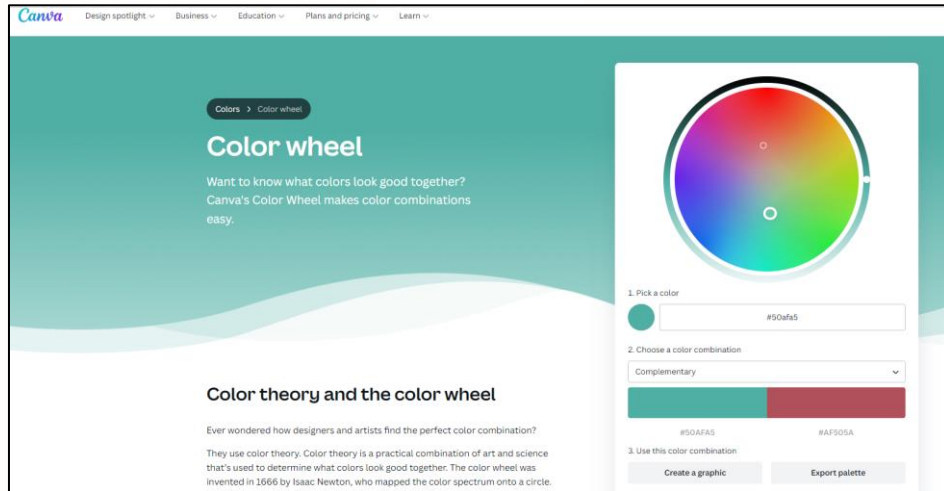 Canva Design spotlight Business Education Plans and pricing Learn
Colors > Color wheel
Color wheel
Want to know what colors look good together?
Canva's Color Wheel makes color combinations
easy.
Color theory and the color wheel
Ever wondered how designers and artists find the perfect color combination?
They use color theory. Color theory is a practical combination of art and science
that's used to determine what colors look good together. The color wheel was
invented in 1666 by Isaac Newton, who mapped the color spectrum onto a circle.
1. Pick a color
#50afa5
2. Choose a color combination
Complementary
#50AFA5 #AF505A
3. Use this color combination
Create a graphic Export palette